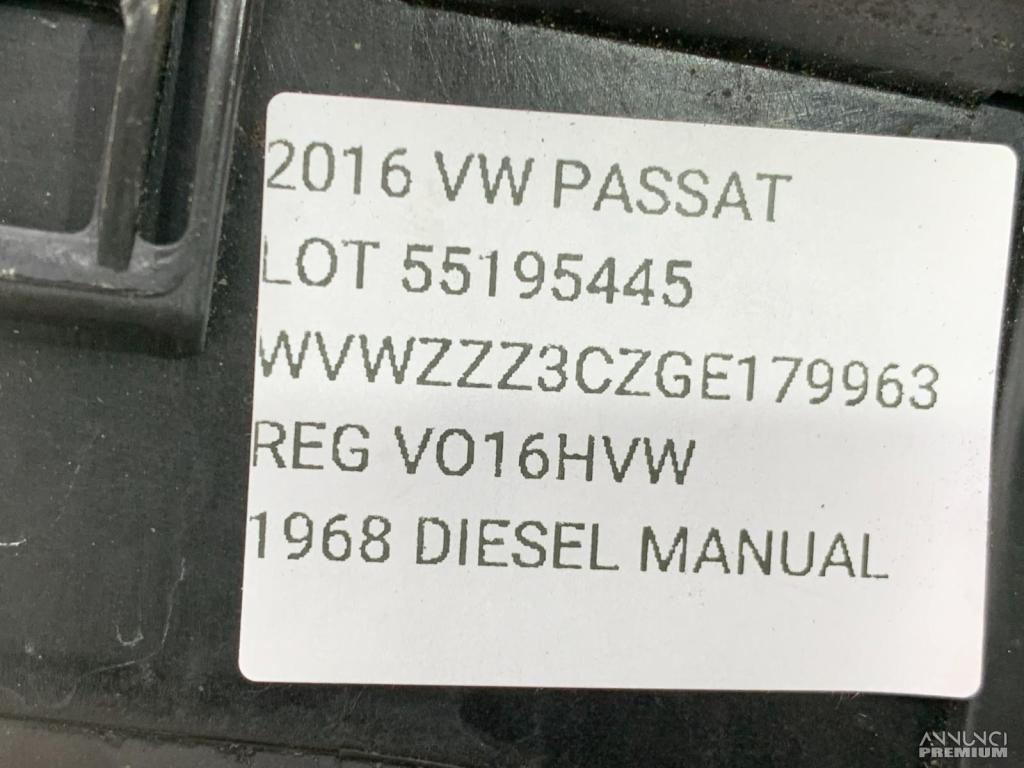 2016 VW PASSAT
LOT 55195445
WVWZZZ3CZGE179963
REG VO16HVW
1968 DIESEL MANUAL
ANNUNCI
PREMIUM